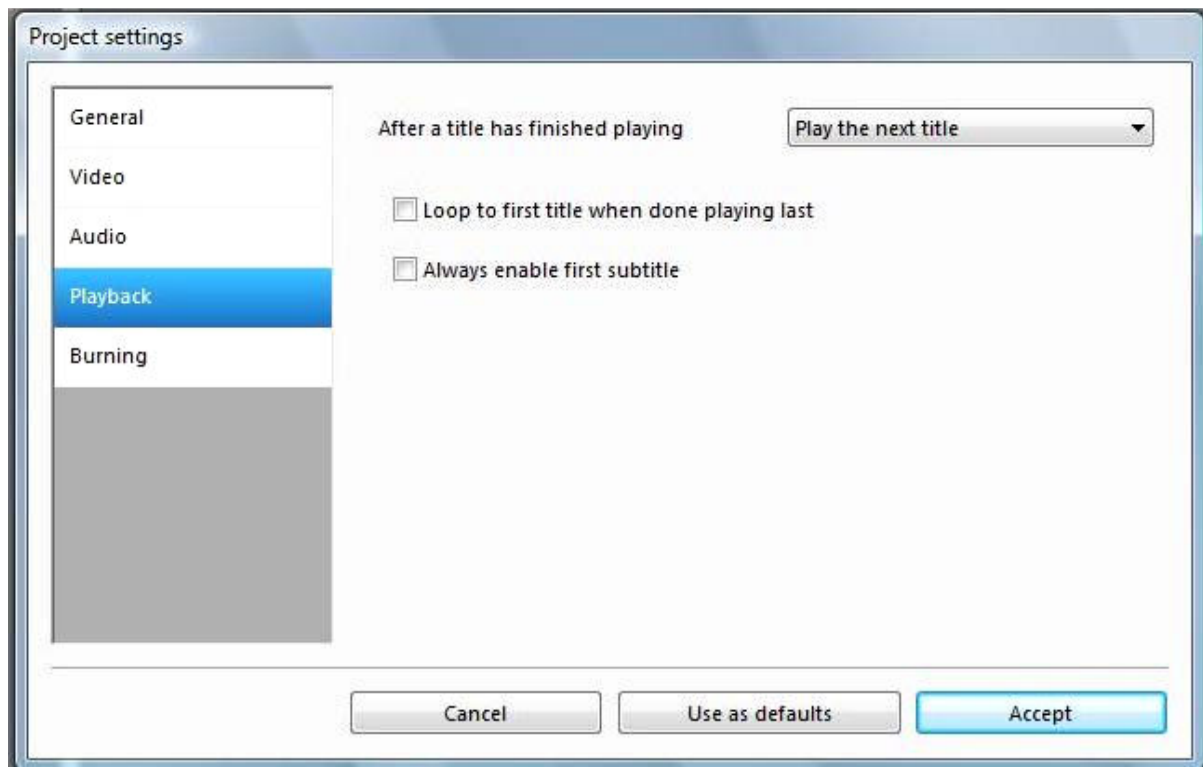 Project settings
General
Video
Audio
Playback
Burning
After a title has finished playing
Play the next title
Loop to first title when done playing last
Always enable first subtitle
Cancel
Use as defaults
Accept